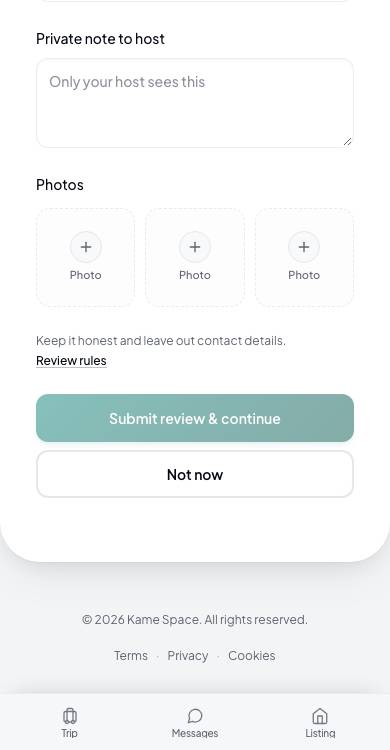 Private note to host
Only your host sees this
Photos
Photo Photo Photo
Keep it honest and leave out contact details.
Review rules
Submit review & continue
Not now
© 2026 Kame Space. All rights reserved.
Terms · Privacy · Cookies
Trip Messages Listing